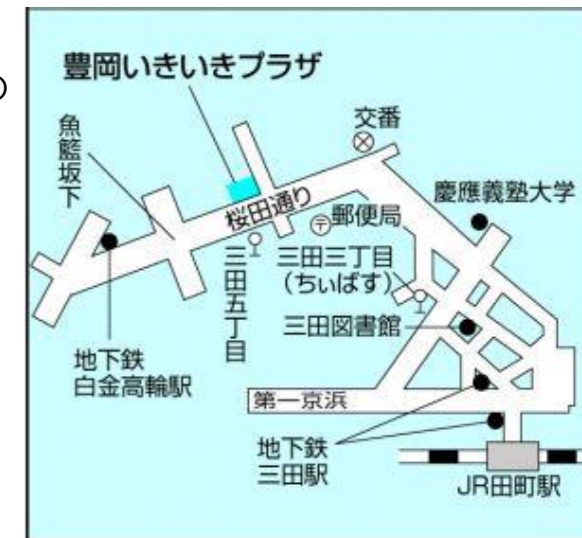 豊岡いきいきプラザ
交番
魚籃坂下
慶應義塾大学
桜田通り
〒
郵便局
三田三丁目
(ちぃばす)
三田五丁目
三田図書館
地下鉄
白金高輪駅
第一京浜
地下鉄
三田駅
JR田町駅